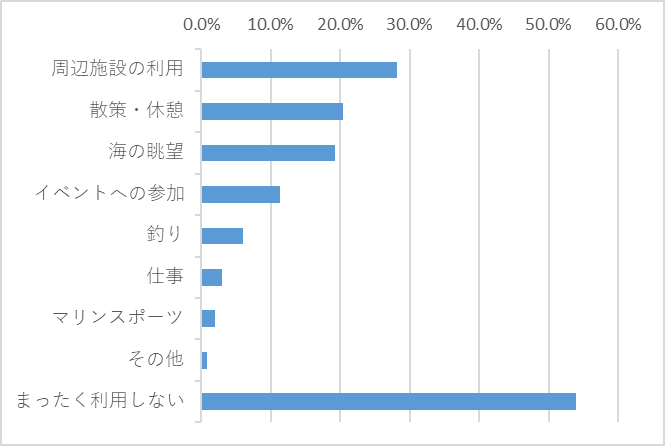 0.0% 10.0% 20.0% 30.0% 40.0% 50.0% 60.0%
周辺施設の利用
散策・休憩
海の眺望
イベントへの参加
釣り
仕事
マリンスポーツ
その他
まったく利用しない